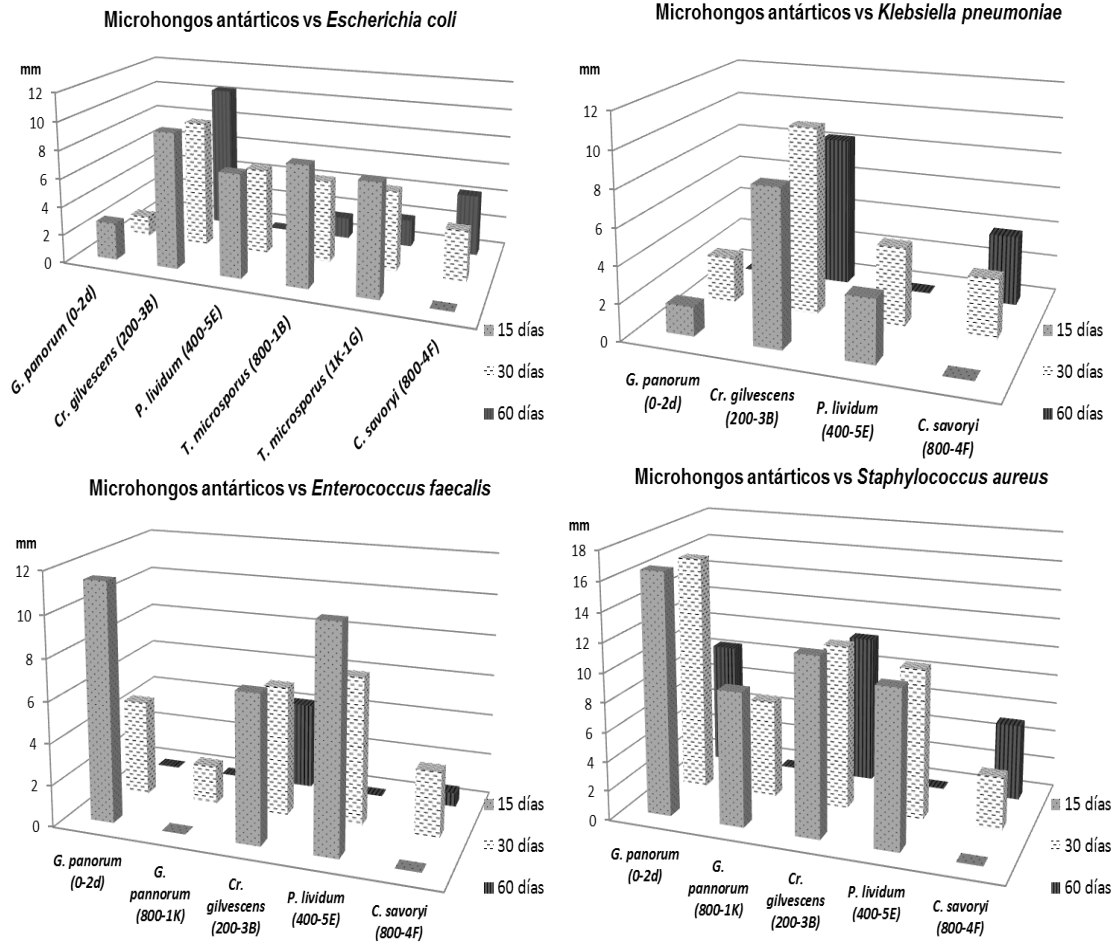 Microhongos antárticos vs Escherichia coli
mm
12
10
8
6
4
2
0
G. panorum (0-2d)
Cr. gilvescens (200-3B)
P. lividum (400-5E)
T. microsporus (800-1B)
T. microsporus (1K-1G)
C. savoryi (800-4F)
15 días
30 días
60 días
Microhongos antárticos vs Klebsiella pneumoniae
mm
12
10
8
6
4
2
0
G. panorum
(0-2d)
Cr. gilvescens
(200-3B)
P. lividum
(400-5E)
C. savoryi
(800-4F)
15 días
30 días
60 días
Microhongos antárticos vs Enterococcus faecalis
mm
12
10
8
6
4
2
0
G. panorum
(0-2d)
G.
pannorum
(800-1K)
Cr.
gilvescens
(200-3B)
P. lividum
(400-5E)
C. savoryi
(800-4F)
15 días
30 días
60 días
Microhongos antárticos vs Staphylococcus aureus
mm
18
16
14
12
10
8
6
4
2
0
G. panorum
(0-2d)
G.
pannorum
(800-1K)
Cr.
gilvescens
(200-3B)
P. lividum
(400-5E)
C. savoryi
(800-4F)
15 días
30 días
60 días